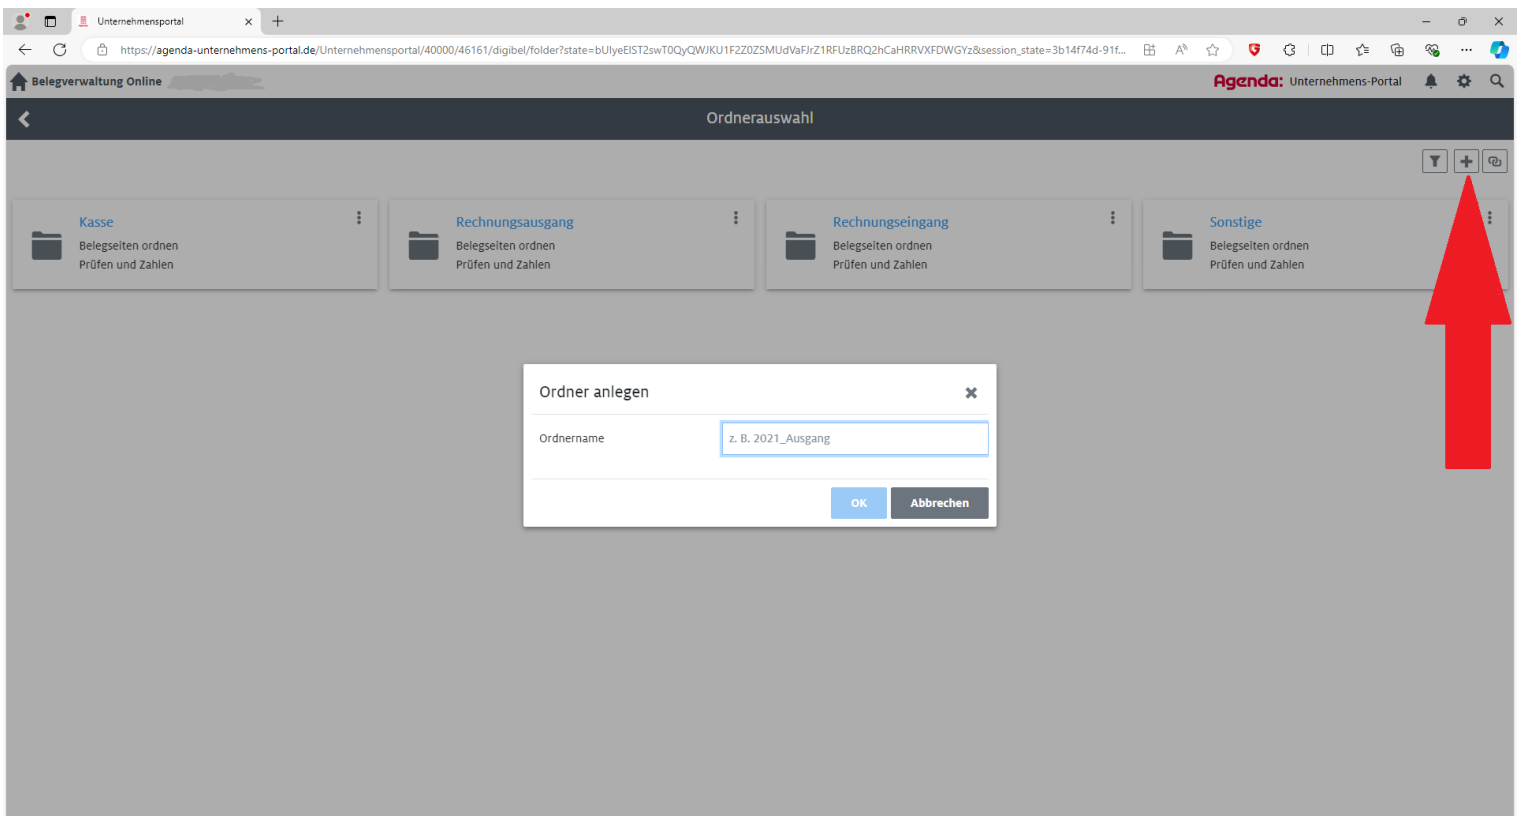 Unternehmensportal
https://agenda-unternehmens-portal.de/Unternehmensportal/40000/46161/digibel/folder?state=bUlyeEIST2swT0QyQWJKU1F2Z0ZSMUdVaFJrZ1RFUzBRQ2hCaHRRVXFDWGYz&session_state=3b14f74d-91f...
Belegverwaltung Online
Agenda: Unternehmens-Portal
Ordnerauswahl
Kasse
Belegseiten ordnen
Prüfen und Zahlen
Rechnungsausgang
Belegseiten ordnen
Prüfen und Zahlen
Rechnungseingang
Belegseiten ordnen
Prüfen und Zahlen
Sonstige
Belegseiten ordnen
Prüfen und Zahlen
Ordner anlegen
Ordnername
z. B. 2021_Ausgang
OK
Abbrechen